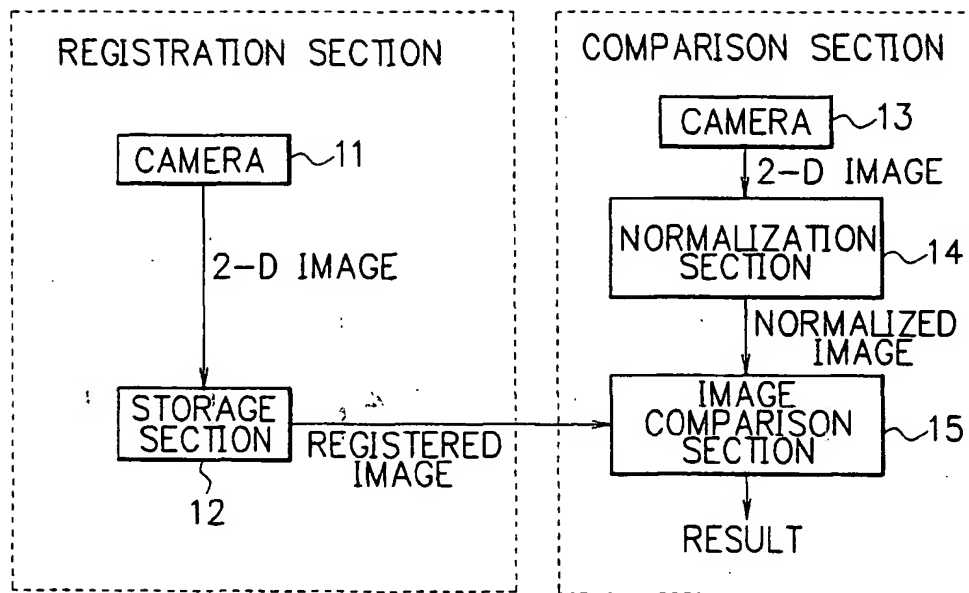 REGISTRATION SECTION
CAMERA
11
2-D IMAGE
STORAGE
SECTION
12
REGISTERED
IMAGE
COMPARISON SECTION
CAMERA
13
2-D IMAGE
NORMALIZATION
SECTION
14
NORMALIZED
IMAGE
IMAGE
COMPARISON
SECTION
15
RESULT